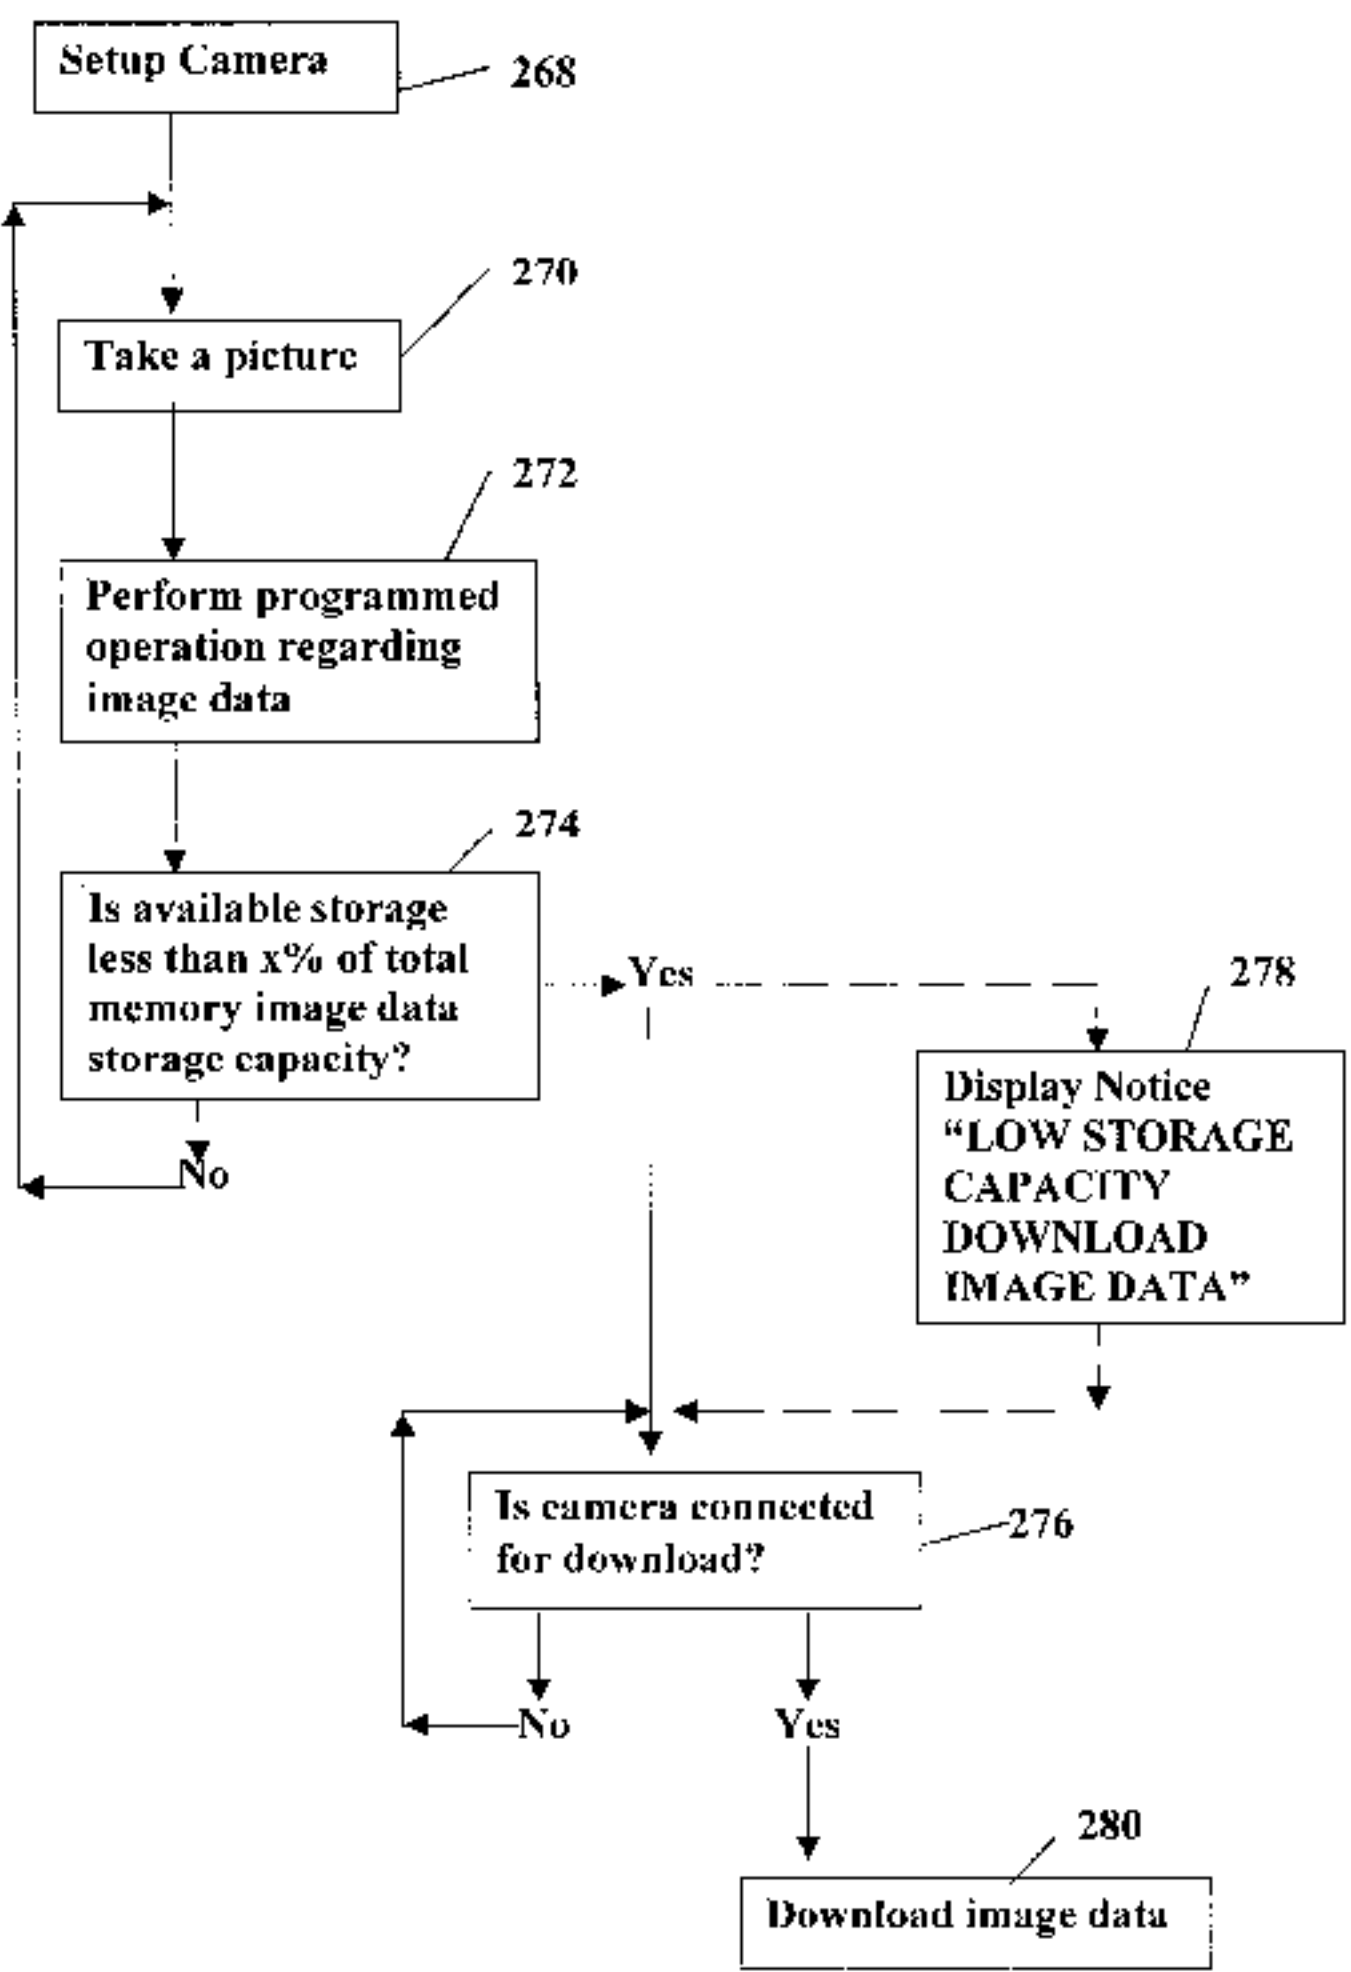 Setup Camera
268
270
Take a picture
272
Perform programmed
operation regarding
image data
274
Is available storage
less than x% of total
memory image data
storage capacity?
Yes
No
278
Display Notice
“LOW STORAGE
CAPACITY
DOWNLOAD
IMAGE DATA”
Is camera connected
for download?
276
No
Yes
280
Download image data